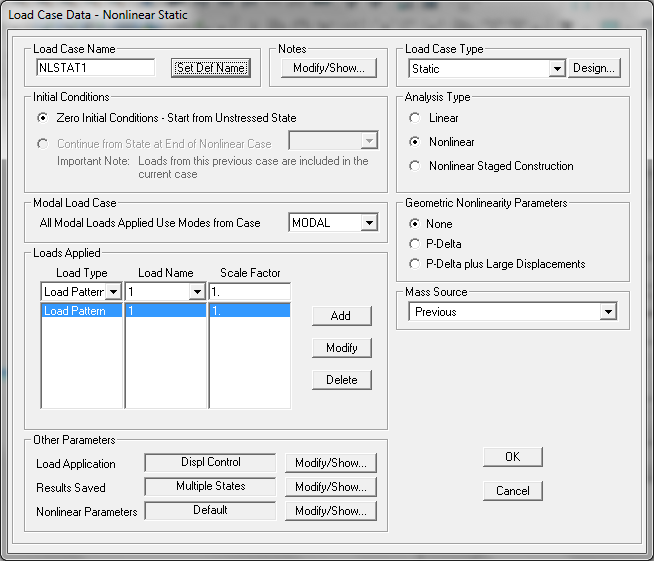 Load Case Data - Nonlinear Static
Load Case Name
NLSTAT1
Set Def Name
Notes
Modify/Show...
Load Case Type
Static
Design...
Initial Conditions
Zero Initial Conditions - Start from Unstressed State
Continue from State at End of Nonlinear Case
Important Note: Loads from this previous case are included in the
current case
Analysis Type
Linear
Nonlinear
Nonlinear Staged Construction
Modal Load Case
All Modal Loads Applied Use Modes from Case
MODAL
Geometric Nonlinearity Parameters
None
P-Delta
P-Delta plus Large Displacements
Loads Applied
Load Type Load Name Scale Factor
Load Pattern 1 1.
Load Pattern 1 1.
Add
Modify
Delete
Mass Source
Previous
Other Parameters
Load Application Displ Control Modify/Show...
Results Saved Multiple States Modify/Show...
Nonlinear Parameters Default Modify/Show...
OK
Cancel